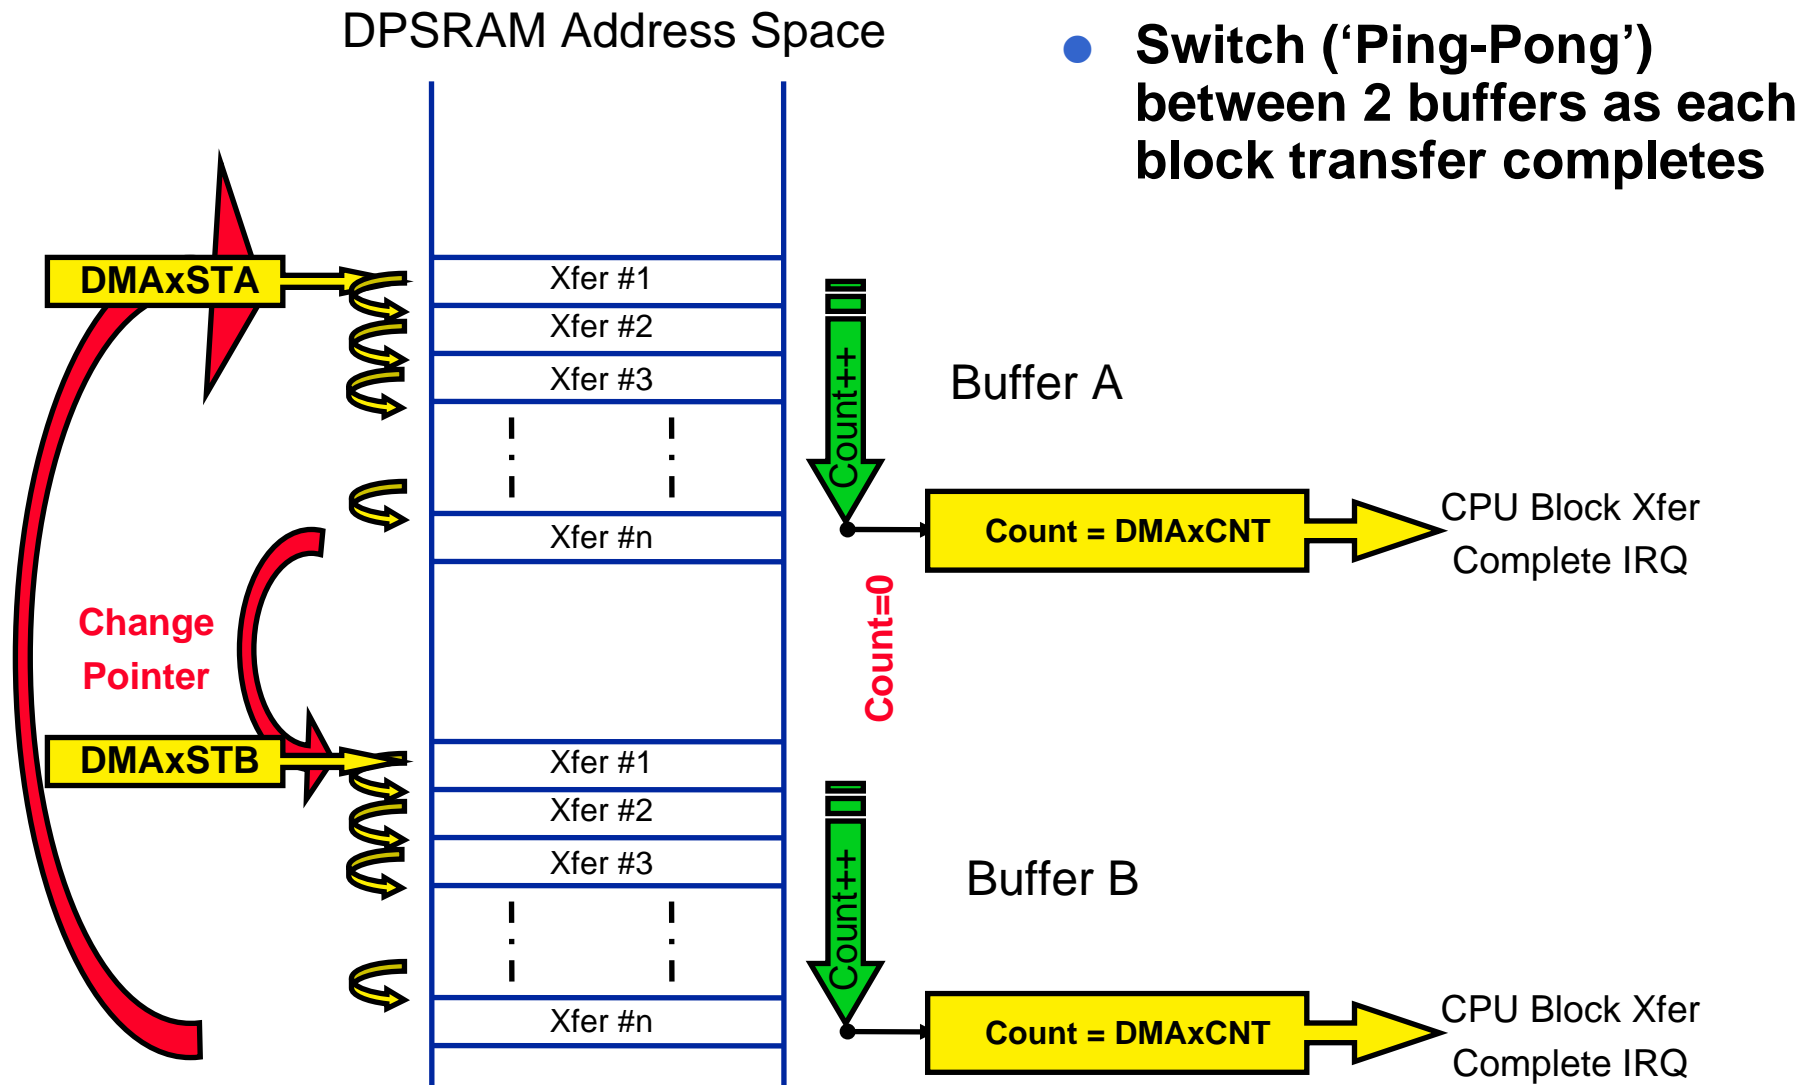 DPSRAM Address Space
● Switch (‘Ping-Pong’)
between 2 buffers as each
block transfer completes
DMAxSTA
Xfer #1
Xfer #2
Xfer #3
Count++
Buffer A
Xfer #n
Count = DMAxCNT
CPU Block Xfer
Complete IRQ
Change
Pointer
Count=0
DMAxSTB
Xfer #1
Xfer #2
Xfer #3
Count++
Buffer B
Xfer #n
Count = DMAxCNT
CPU Block Xfer
Complete IRQ